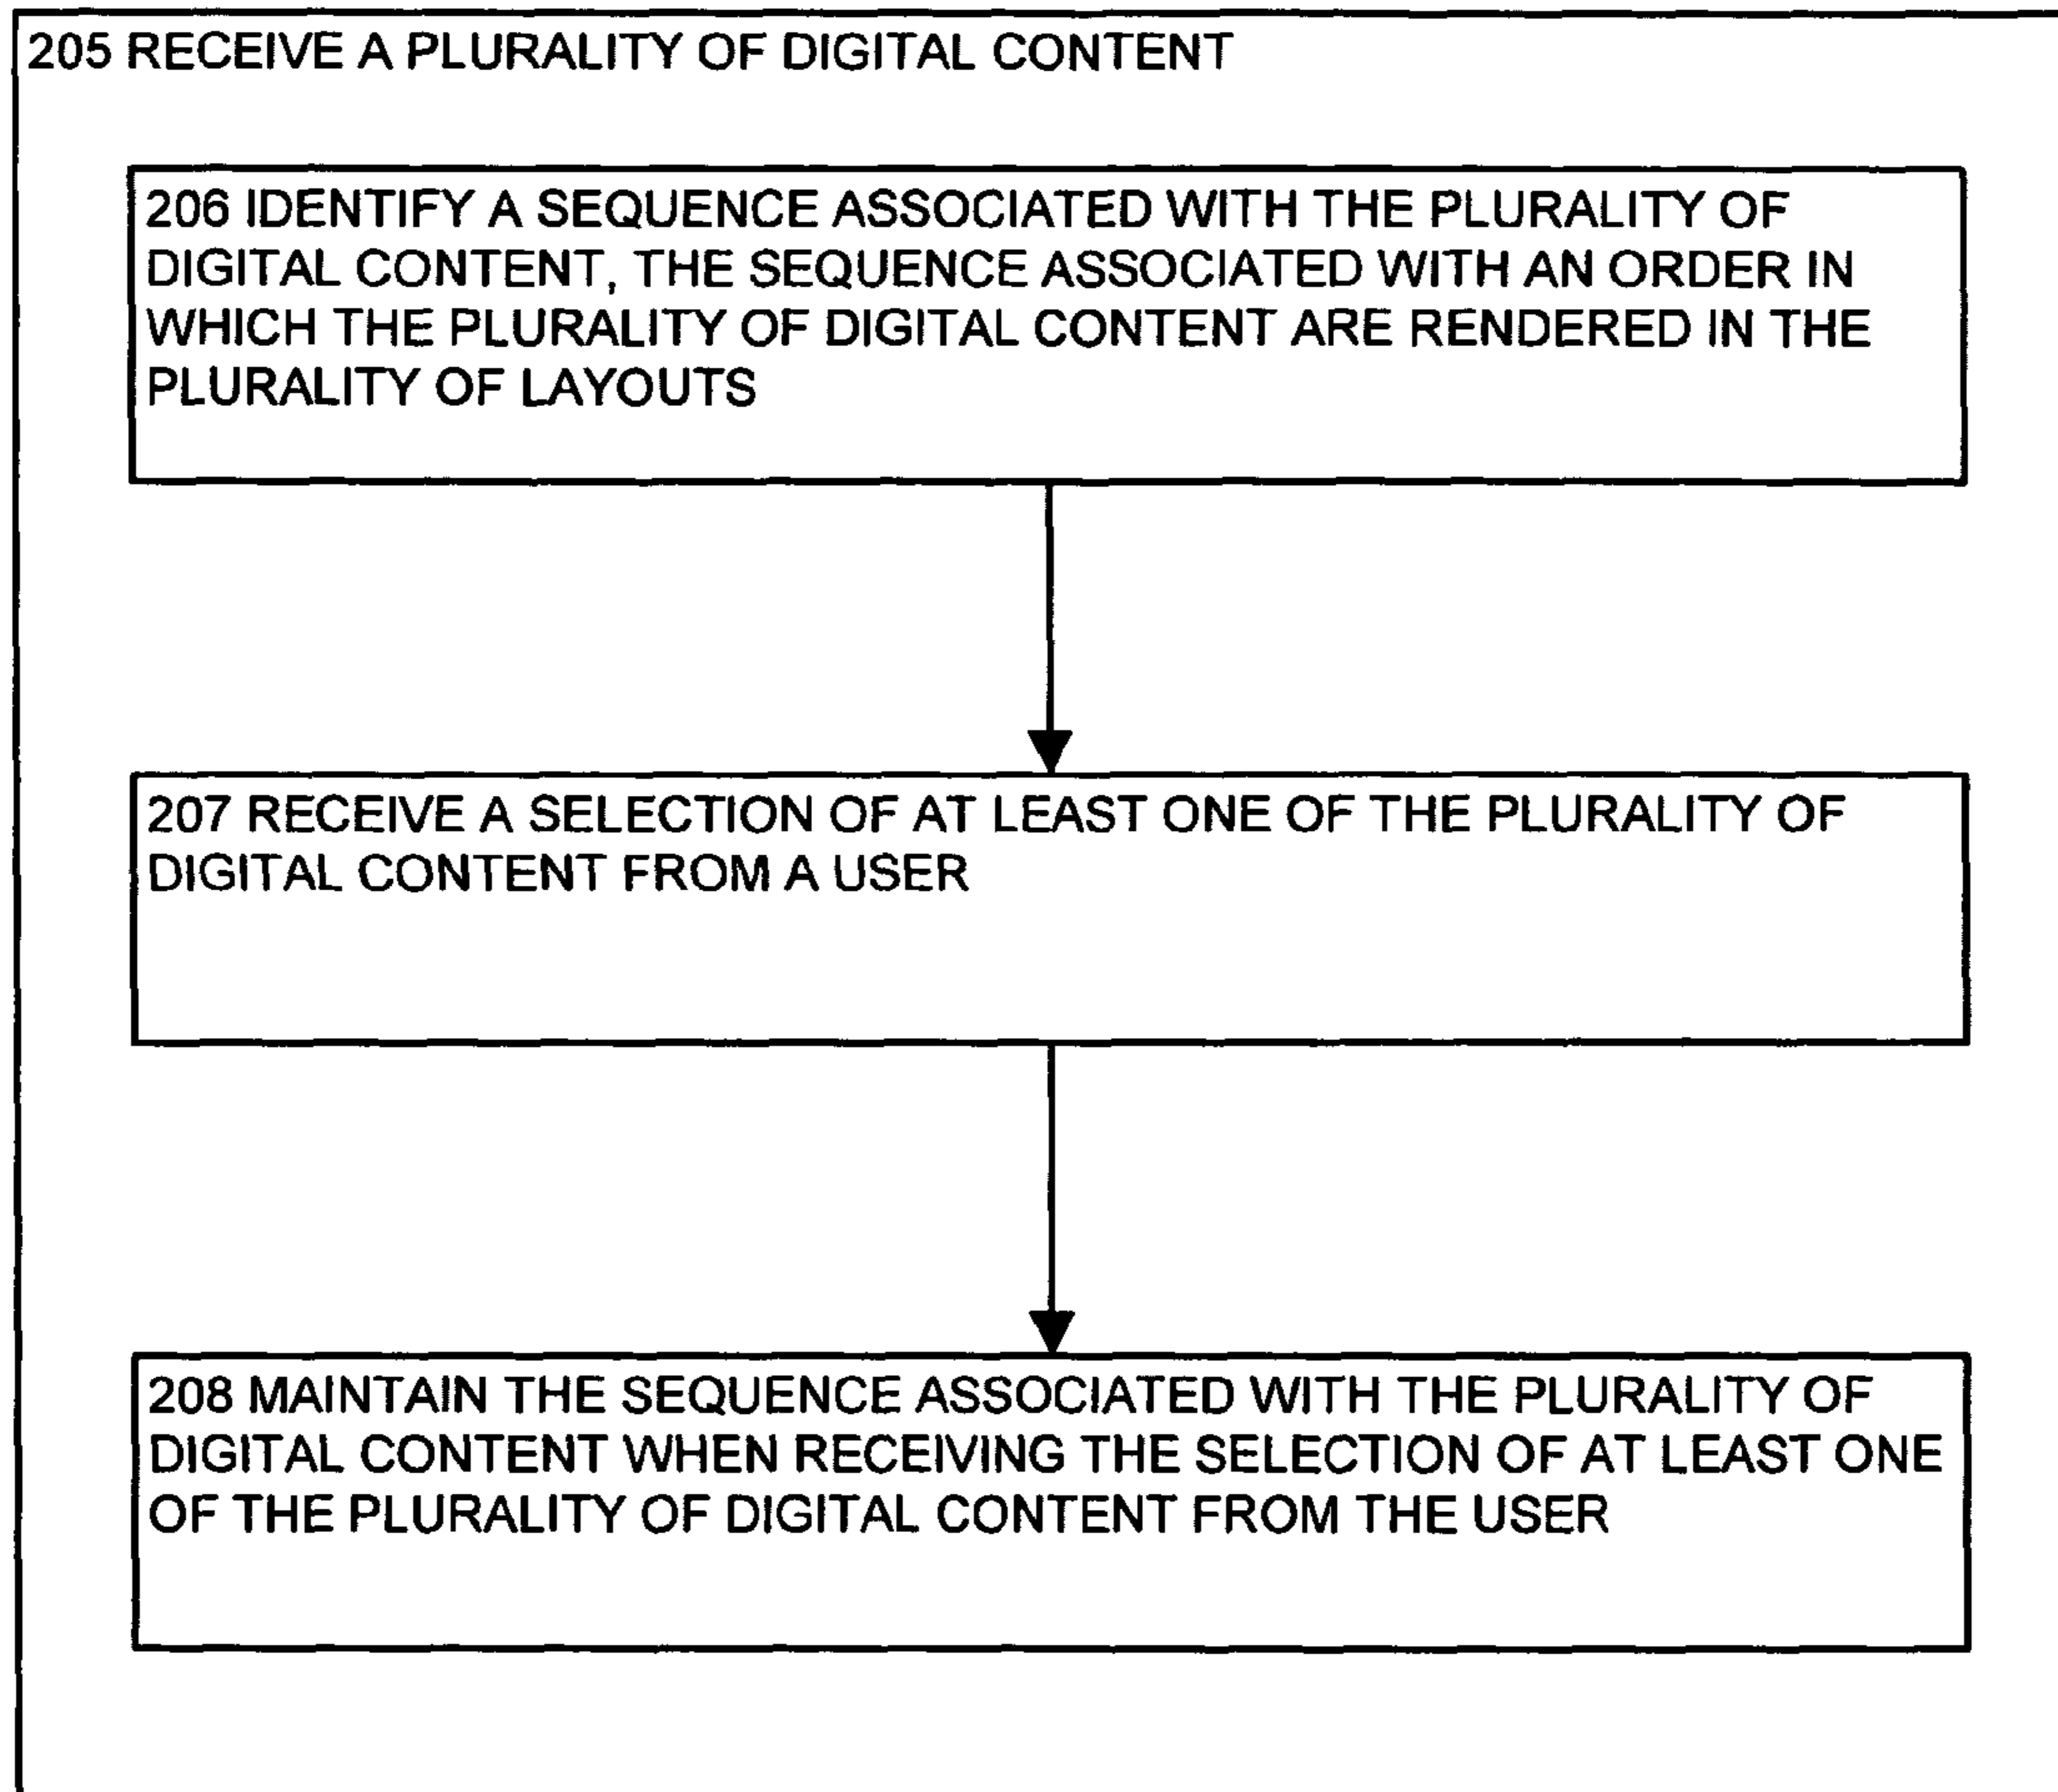 205 RECEIVE A PLURALITY OF DIGITAL CONTENT
206 IDENTIFY A SEQUENCE ASSOCIATED WITH THE PLURALITY OF
DIGITAL CONTENT, THE SEQUENCE ASSOCIATED WITH AN ORDER IN
WHICH THE PLURALITY OF DIGITAL CONTENT ARE RENDERED IN THE
PLURALITY OF LAYOUTS
207 RECEIVE A SELECTION OF AT LEAST ONE OF THE PLURALITY OF
DIGITAL CONTENT FROM A USER
208 MAINTAIN THE SEQUENCE ASSOCIATED WITH THE PLURALITY OF
DIGITAL CONTENT WHEN RECEIVING THE SELECTION OF AT LEAST ONE
OF THE PLURALITY OF DIGITAL CONTENT FROM THE USER